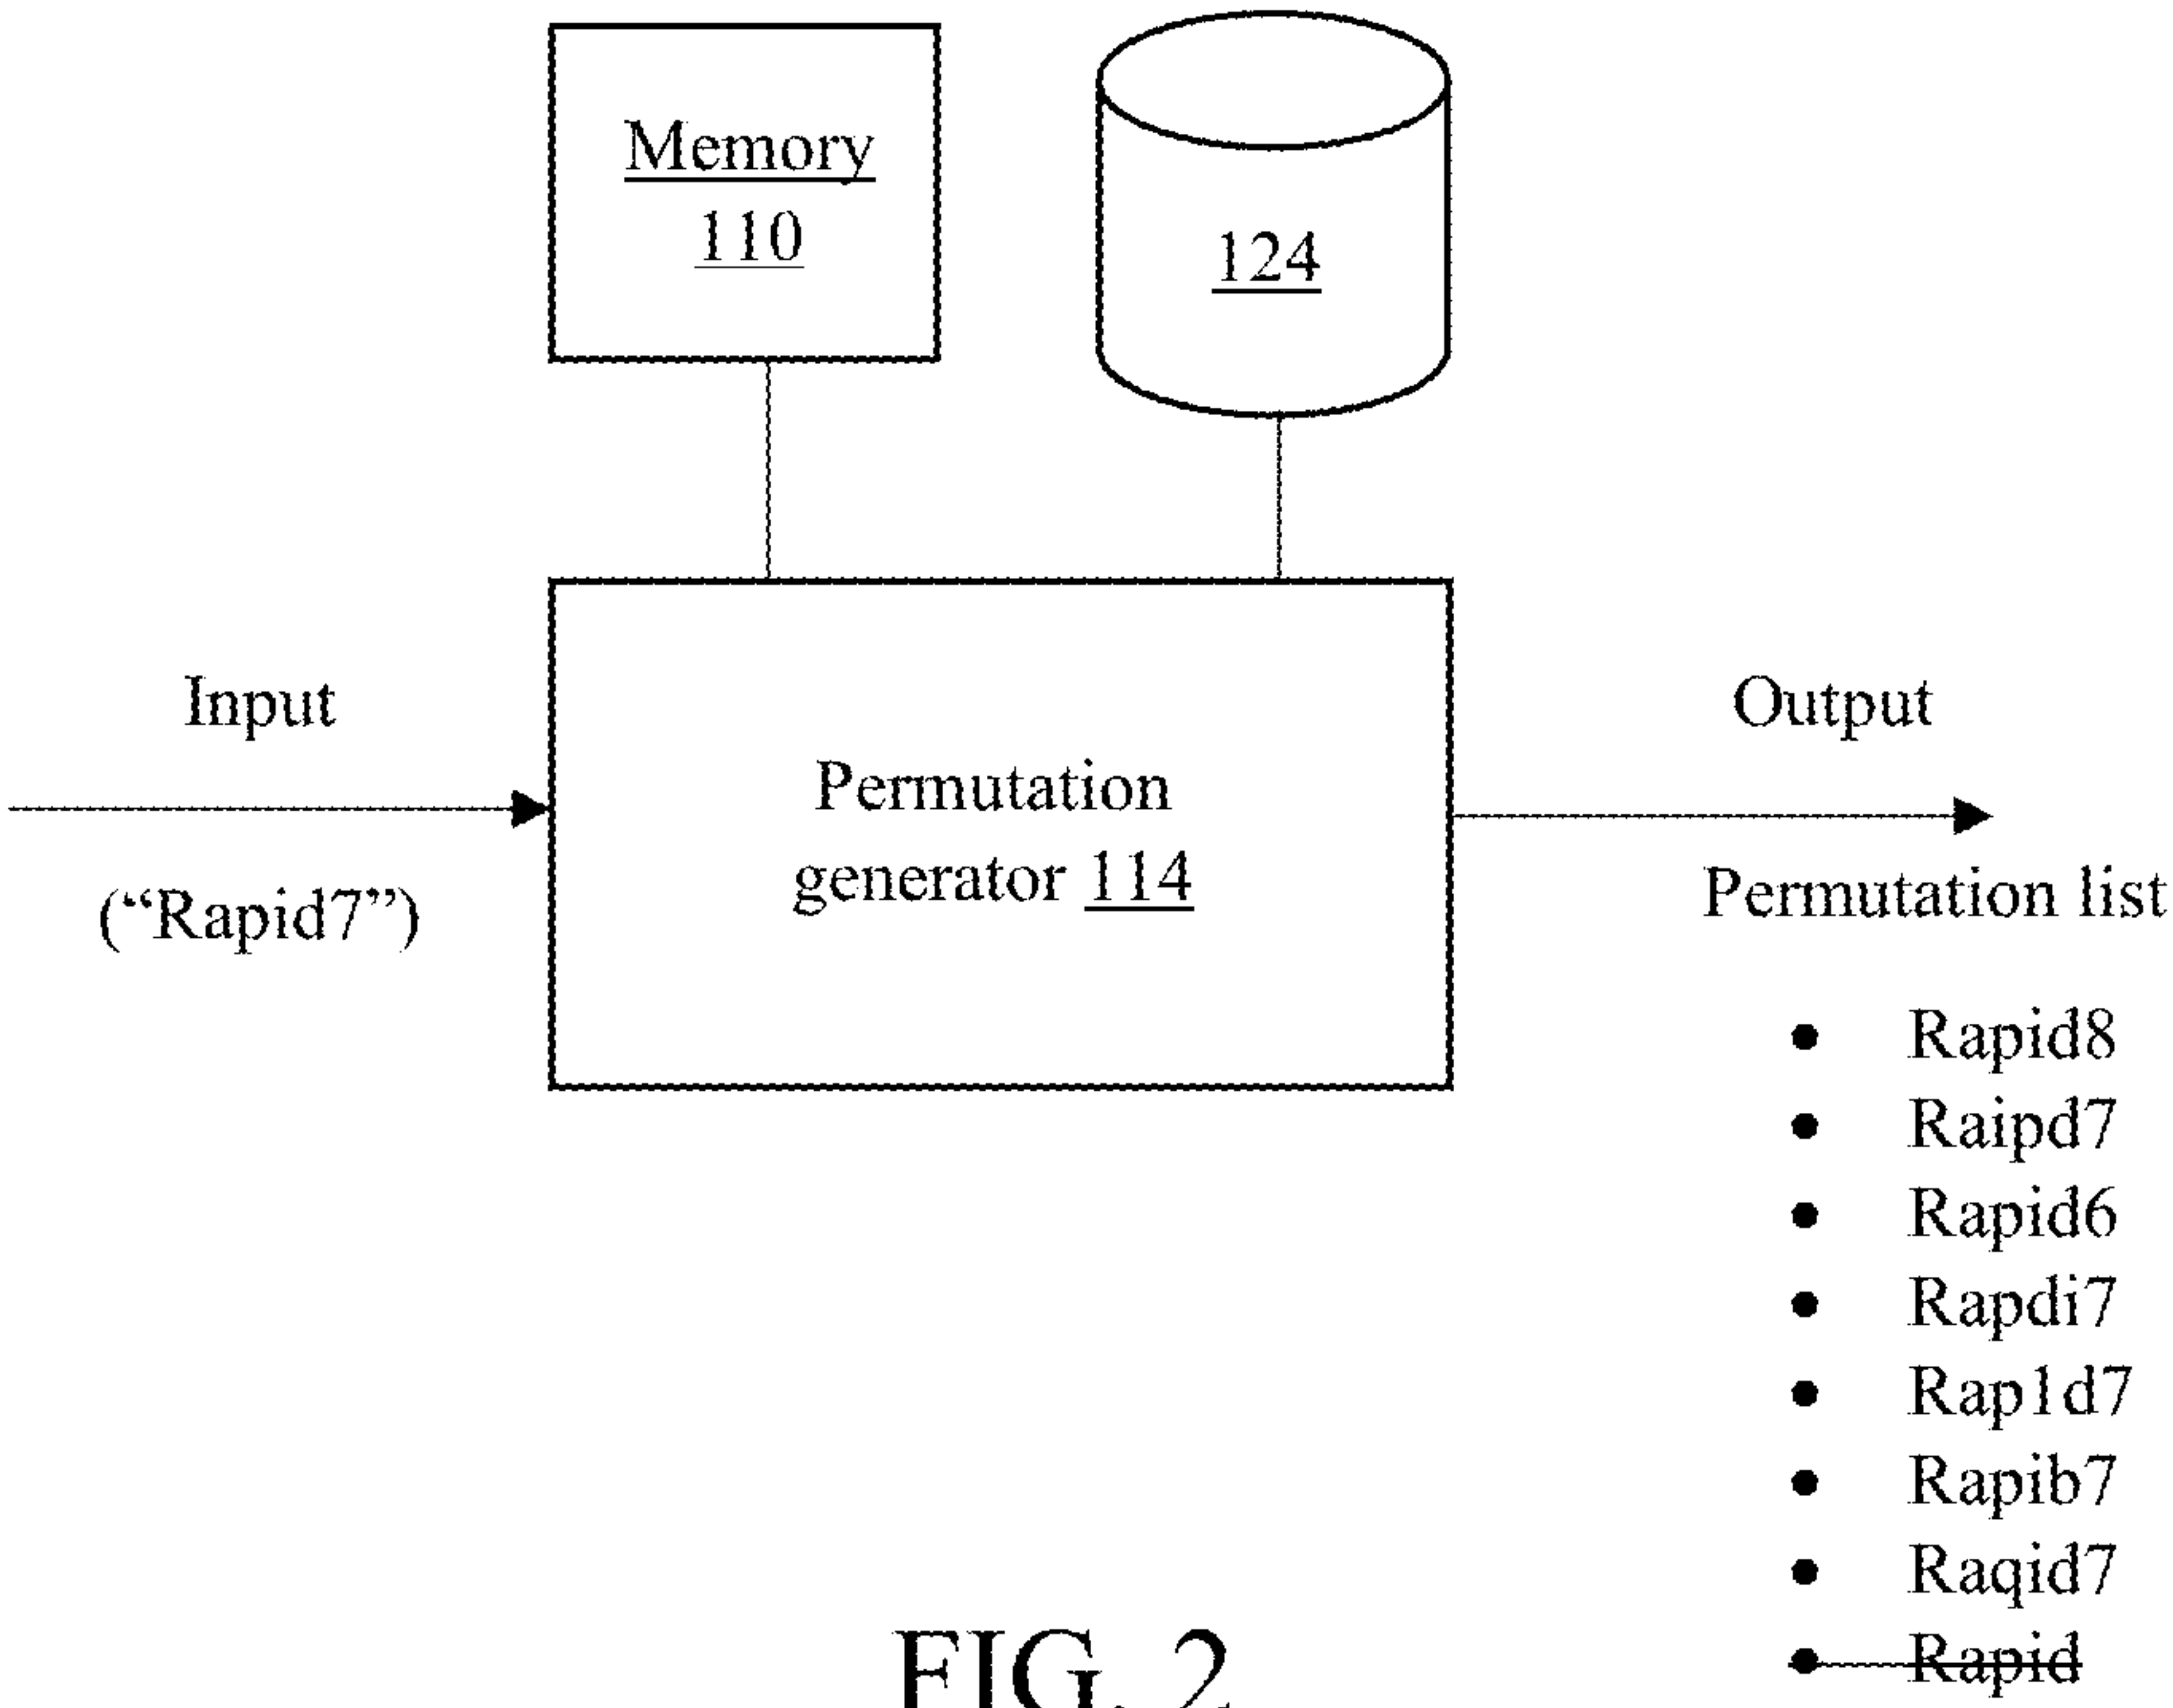 Memory
110
124
Input
("Rapid7")
Permutation
generator 114
Output
Permutation list
• Rapid8
• Raipd7
• Rapid6
• Rapdi7
• Rap1d7
• Rapib7
• Raqid7
• Rapid
FIG. 2